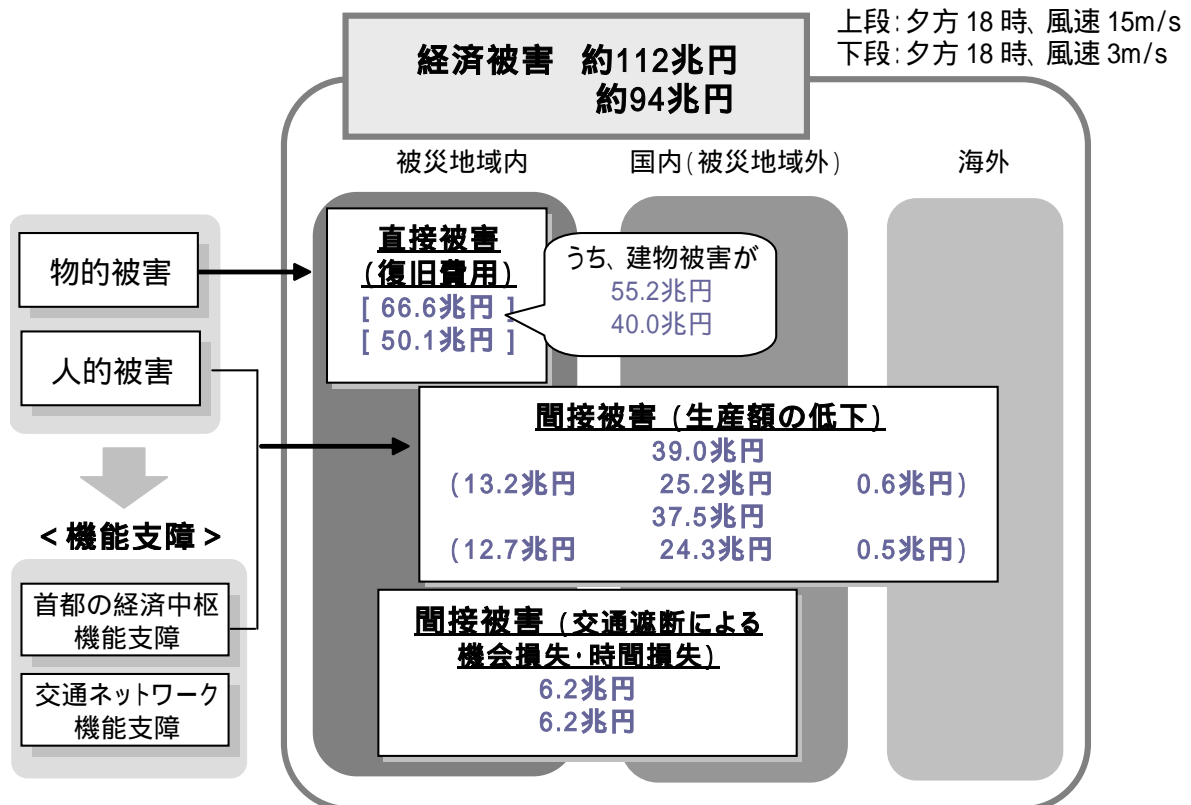 上段:夕方18時、風速15m/s
下段:夕方18時、風速3m/s
経済被害 約112兆円
約94兆円
被災地域内
国内(被災地域外)
海外
物的被害
人的被害
<機能支障>
首都の経済中枢
機能支障
交通ネットワーク
機能支障
直接被害
(復旧費用)
[ 66.6兆円 ]
[ 50.1兆円 ]
うち、建物被害が
55.2兆円
40.0兆円
間接被害(生産額の低下)
39.0兆円
(13.2兆円 25.2兆円 0.6兆円)
37.5兆円
(12.7兆円 24.3兆円 0.5兆円)
間接被害(交通遮断による
機会損失・時間損失)
6.2兆円
6.2兆円